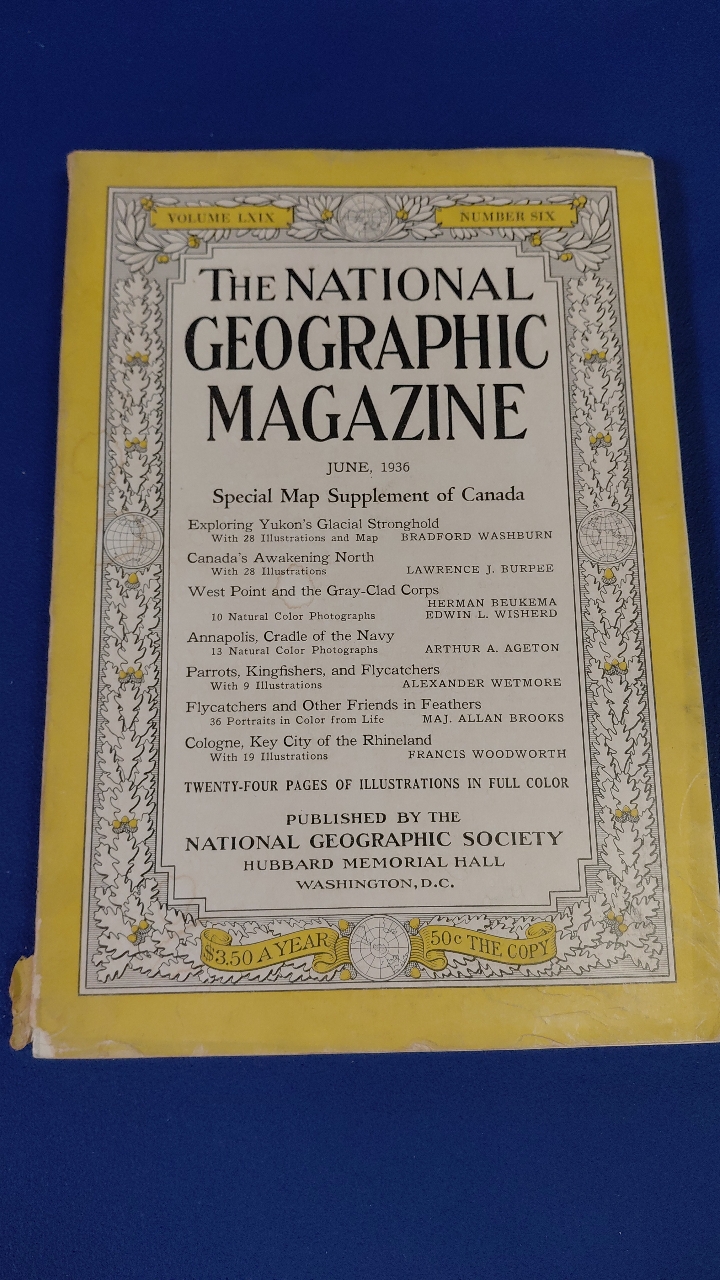 VOLUME LXIX NUMBER SIX
THE NATIONAL
GEOGRAPHIC
MAGAZINE
JUNE, 1936
Special Map Supplement of Canada
Exploring Yukon's Glacial Stronghold
With 28 Illustrations and Map BRADFORD WASHBURN
Canada's Awakening North
With 28 Illustrations LAWRENCE J. BURPEE
West Point and the Gray-Clad Corps
HERMAN BEUKEMA
10 Natural Color Photographs EDWIN L. WISHERD
Annapolis, Cradle of the Navy
13 Natural Color Photographs ARTHUR A. AGETON
Parrots, Kingfishers, and Flycatchers
With 9 Illustrations ALEXANDER WETMORE
Flycatchers and Other Friends in Feathers
36 Portraits in Color from Life MAJ. ALLAN BROOKS
Cologne, Key City of the Rhineland
With 19 Illustrations FRANCIS WOODWORTH
TWENTY-FOUR PAGES OF ILLUSTRATIONS IN FULL COLOR
PUBLISHED BY THE
NATIONAL GEOGRAPHIC SOCIETY
HUBBARD MEMORIAL HALL
WASHINGTON, D.C.
$3.50 A YEAR 50c THE COPY